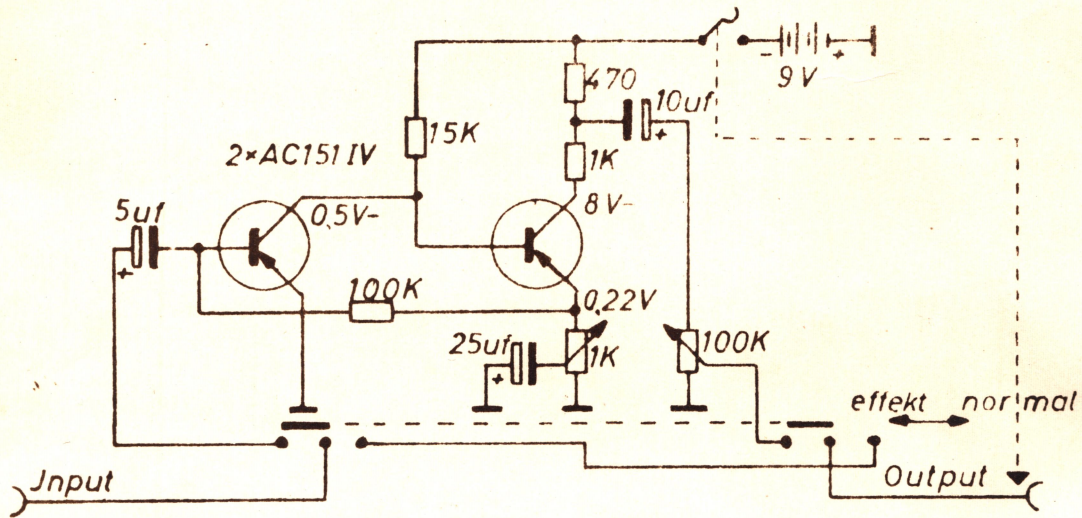 470
- +
9V
10uf
+
15K
2×AC151 IV
1K
5uf
0,5V-
8V-
+
100K
0,22V
25uf
1K
100K
+
effekt normal
Jnput
Output